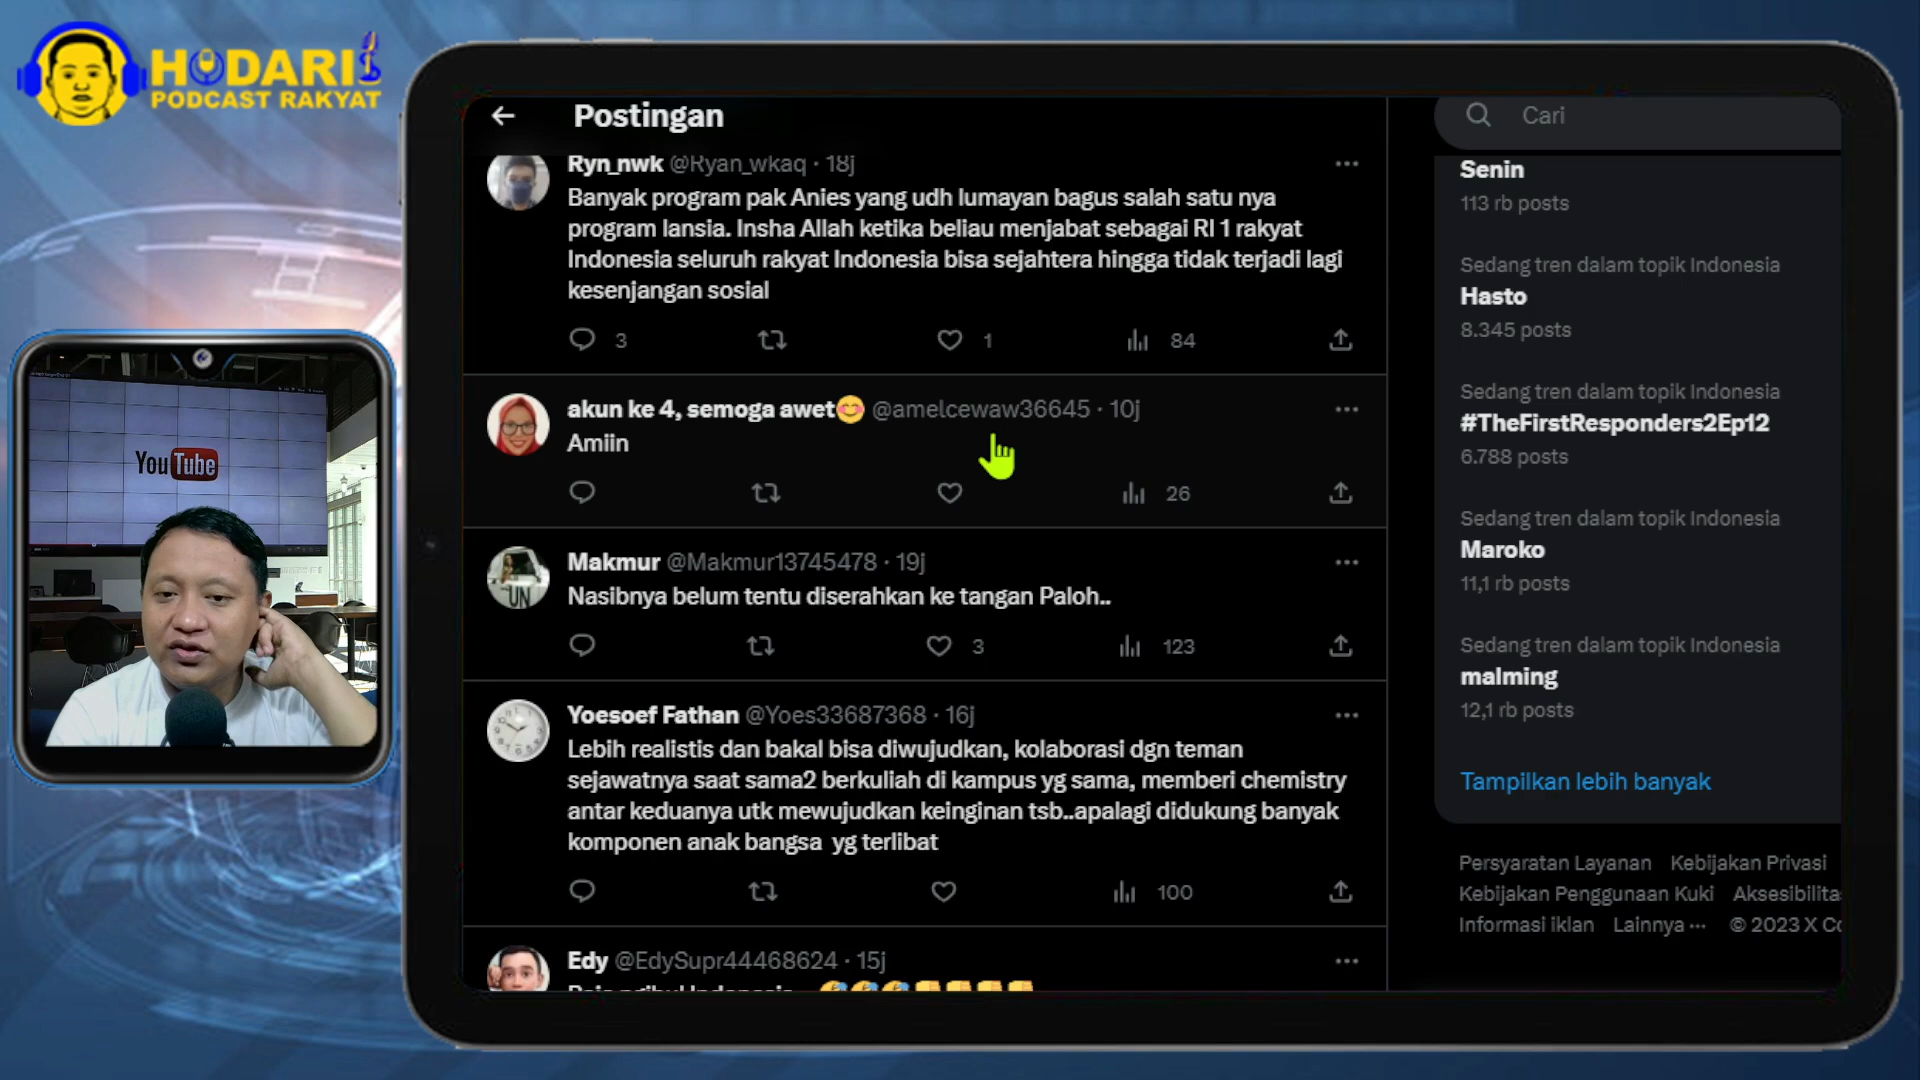 HODARI
PODCAST RAKYAT
YouTube
Postingan
Ryn_nwk @Ryan_wkaq · 18j
Banyak program pak Anies yang udh lumayan bagus salah satu nya
program lansia. Insha Allah ketika beliau menjabat sebagai RI 1 rakyat
Indonesia seluruh rakyat Indonesia bisa sejahtera hingga tidak terjadi lagi
kesenjangan sosial
3 1 84
akun ke 4, semoga awet😊 @amelcewaw36645 · 10j
Amiin
26
Makmur @Makmur13745478 · 19j
UN
Nasibnya belum tentu diserahkan ke tangan Paloh..
3 123
Yoesoef Fathan @Yoes33687368 · 16j
Lebih realistis dan bakal bisa diwujudkan, kolaborasi dgn teman
sejawatnya saat sama2 berkuliah di kampus yg sama, memberi chemistry
antar keduanya utk mewujudkan keinginan tsb..apalagi didukung banyak
komponen anak bangsa yg terlibat
100
Edy @EdySupr44468624 · 15j
Cari
Senin
113 rb posts
Sedang tren dalam topik Indonesia
Hasto
8.345 posts
Sedang tren dalam topik Indonesia
#TheFirstResponders2Ep12
6.788 posts
Sedang tren dalam topik Indonesia
Maroko
11,1 rb posts
Sedang tren dalam topik Indonesia
malming
12,1 rb posts
Tampilkan lebih banyak
Persyaratan Layanan Kebijakan Privasi
Kebijakan Penggunaan Kuki Aksesibilita
Informasi iklan Lainnya ··· © 2023 X Co